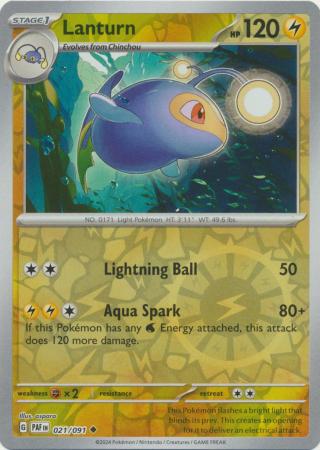 STAGE 1
Lanturn
HP 120
Evolves from Chinchou
NO. 0171 Light Pokémon HT: 3'11" WT: 49.6 lbs.
Lightning Ball 50
Aqua Spark 80+
If this Pokémon has any Energy attached, this attack
does 120 more damage.
weakness ×2 resistance retreat
Illus. aspara
G PAF EN 021/091
This Pokémon flashes a bright light that
blinds its prey. This creates an opening
for it to deliver an electrical attack.
©2024 Pokémon / Nintendo / Creatures / GAME FREAK